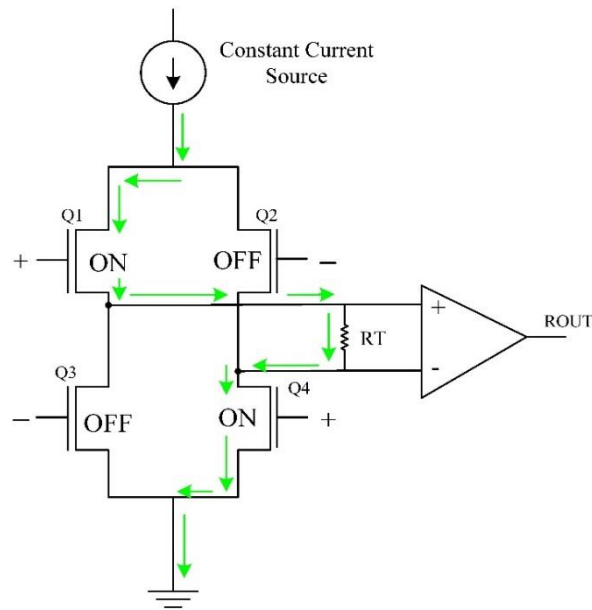 Constant Current
Source
Q1
Q2
+
ON
OFF
−
+
RT
-
ROUT
Q3
Q4
−
OFF
ON
+